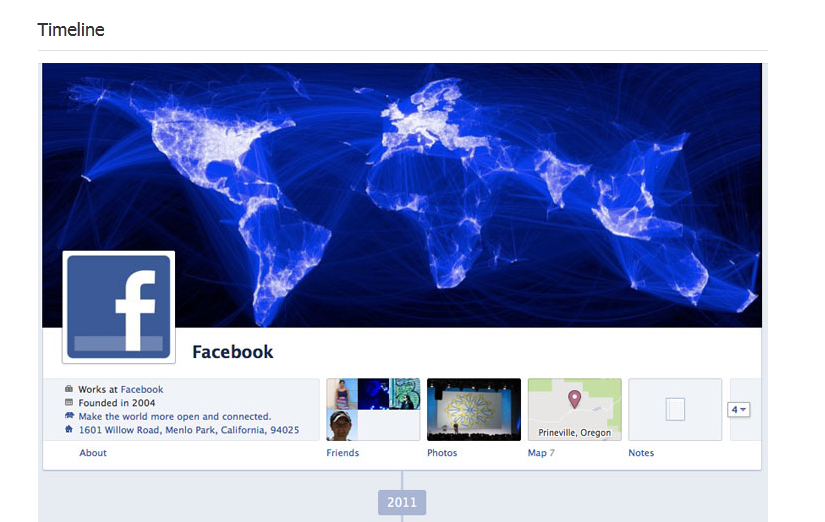 Timeline
f
Facebook
Works at Facebook
Founded in 2004
Make the world more open and connected.
1601 Willow Road, Menlo Park, California, 94025
About
Friends
Photos
Prineville, Oregon
Map 7
Notes
4
2011